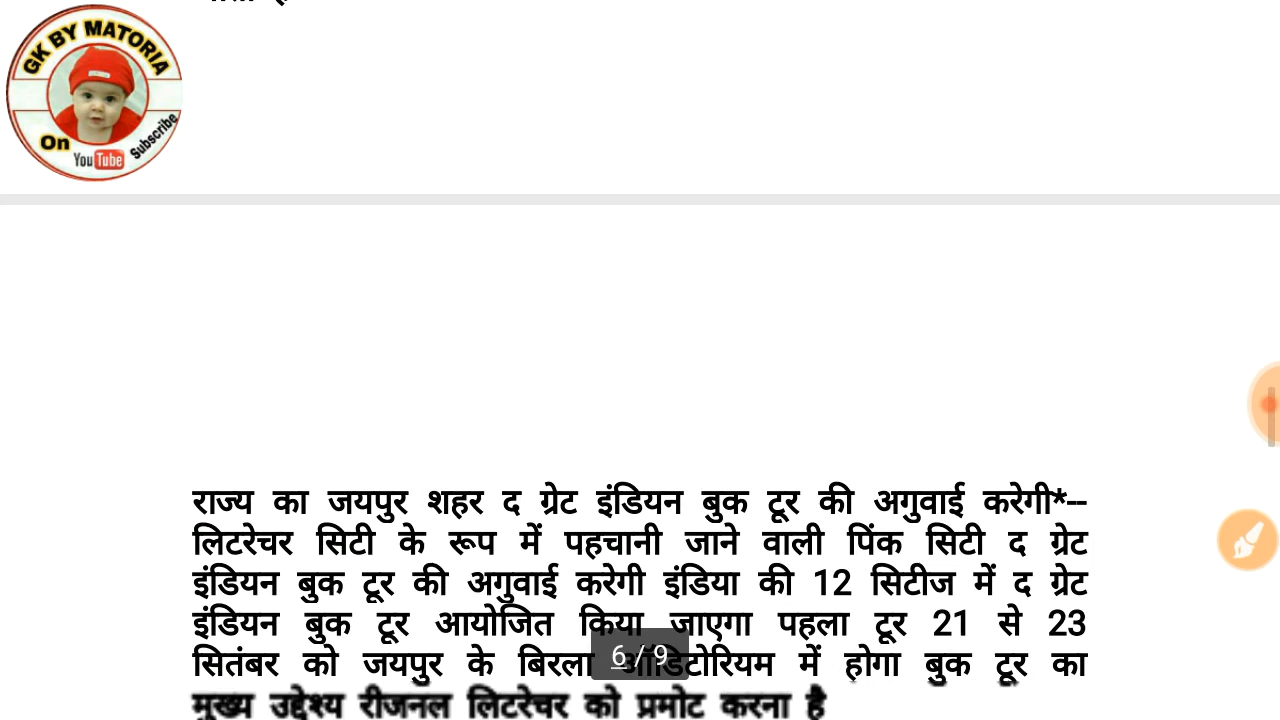 GK BY MATORIA
On
YouTube
Subscribe
राज्य का जयपुर शहर द ग्रेट इंडियन बुक टूर की अगुवाई करेगी*--
लिटरेचर सिटी के रूप में पहचानी जाने वाली पिंक सिटी द ग्रेट
इंडियन बुक टूर की अगुवाई करेगी इंडिया की 12 सिटीज में द ग्रेट
इंडियन बुक टूर आयोजित किया जाएगा पहला टूर 21 से 23
सितंबर को जयपुर के बिरला ऑडिटोरियम में होगा बुक टूर का
6 / 9
मुख्य उद्देश्य रीजनल लिटरेचर को प्रमोट करना है